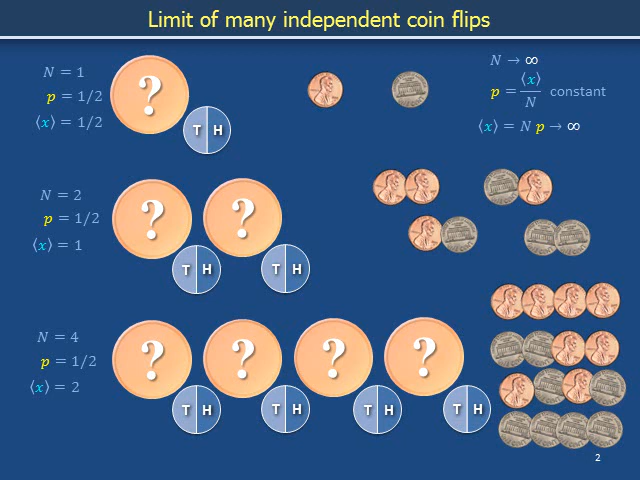 Limit of many independent coin flips
N = 1
p = 1/2
⟨x⟩ = 1/2
?
T H
N → ∞
p = ⟨x⟩/N constant
⟨x⟩ = N p → ∞
N = 2
p = 1/2
⟨x⟩ = 1
? ?
T H T H
N = 4
p = 1/2
⟨x⟩ = 2
? ? ? ?
T H T H T H T H
2